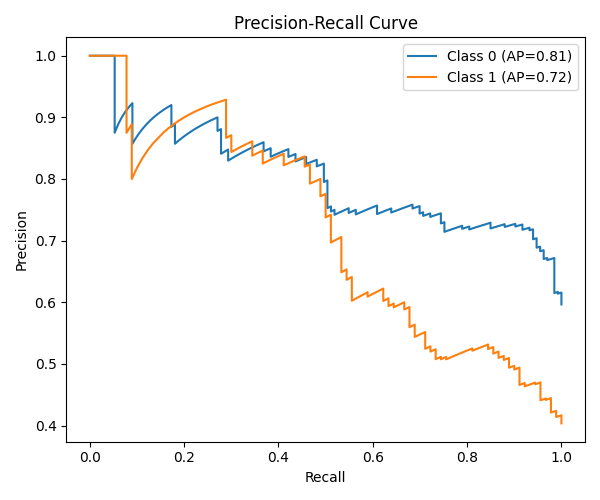 Precision-Recall Curve
Class 0 (AP=0.81)
Class 1 (AP=0.72)
Precision
1.0
0.9
0.8
0.7
0.6
0.5
0.4
0.0 0.2 0.4 0.6 0.8 1.0
Recall